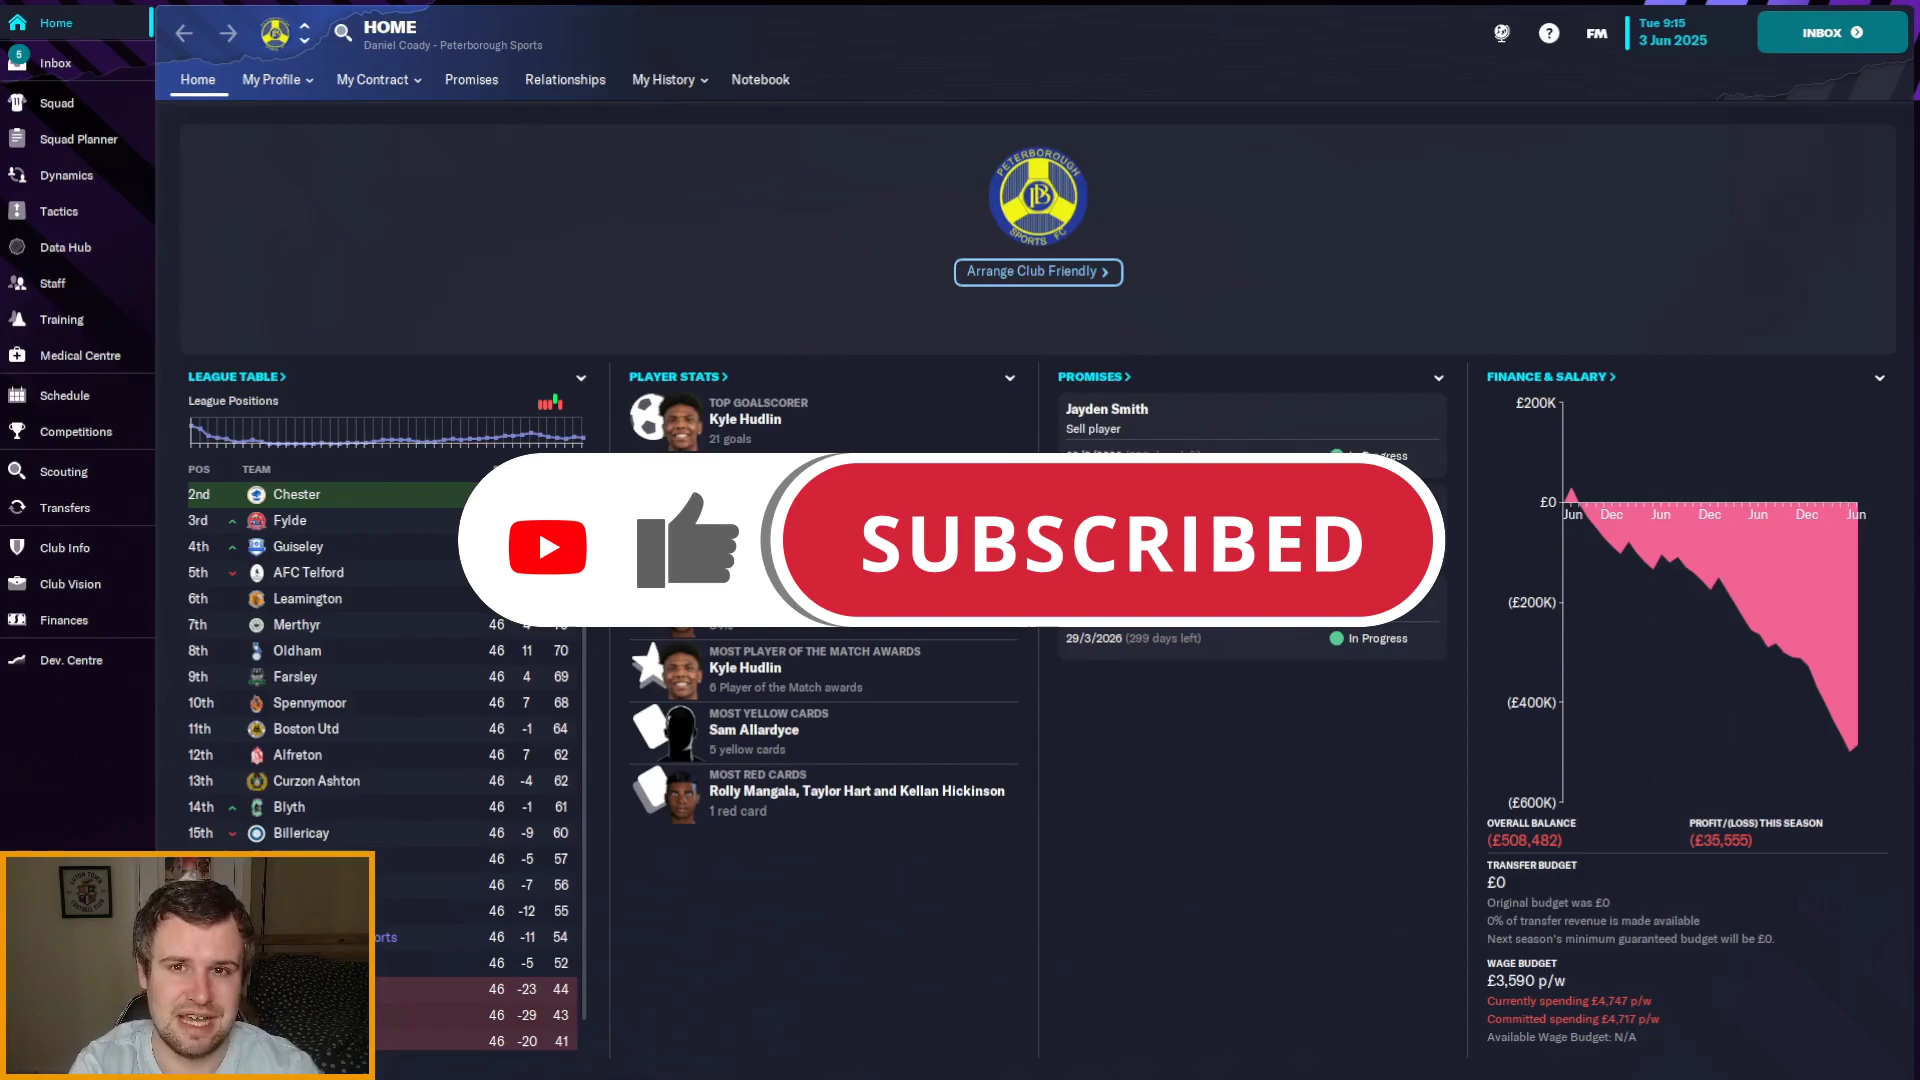 Home
Tue 9:15
HOME
3 Jun 2025
Daniel Coady - Peterborough Sports
FM
INBOX
5
Inbox
Home
My Profile
My Contract
Promises
Relationships
My History
Notebook
Squad
Squad Planner
Dynamics
Tactics
Data Hub
Staff
Training
Medical Centre
Schedule
Competitions
Scouting
Transfers
Club Info
Club Vision
Finances
Dev. Centre
PETERBOROUGH
SPORTS FC
Arrange Club Friendly
LEAGUE TABLE
League Positions
POS TEAM
2nd Chester
3rd Fylde
4th Guiseley
5th AFC Telford
6th Leamington
7th Merthyr 46
8th Oldham 46 11 70
9th Farsley 46 4 69
10th Spennymoor 46 7 68
11th Boston Utd 46 -1 64
12th Alfreton 46 7 62
13th Curzon Ashton 46 -4 62
14th Blyth 46 -1 61
15th Billericay 46 -9 60
46 -5 57
46 -7 56
46 -12 55
orts 46 -11 54
46 -5 52
46 -23 44
46 -29 43
46 -20 41
PLAYER STATS
TOP GOALSCORER
Kyle Hudlin
21 goals
MOST PLAYER OF THE MATCH AWARDS
Kyle Hudlin
6 Player of the Match awards
MOST YELLOW CARDS
Sam Allardyce
5 yellow cards
MOST RED CARDS
Rolly Mangala, Taylor Hart and Kellan Hickinson
1 red card
PROMISES
Jayden Smith
Sell player
SUBSCRIBED
29/3/2026 (299 days left) In Progress
FINANCE & SALARY
£200K
£0
Jun Dec Jun Dec Jun Dec Jun
(£200K)
(£400K)
(£600K)
OVERALL BALANCE
(£508,482)
PROFIT/(LOSS) THIS SEASON
(£35,555)
TRANSFER BUDGET
£0
Original budget was £0
0% of transfer revenue is made available
Next season's minimum guaranteed budget will be £0.
WAGE BUDGET
£3,590 p/w
Currently spending £4,747 p/w
Committed spending £4,717 p/w
Available Wage Budget: N/A
LUTON TOWN